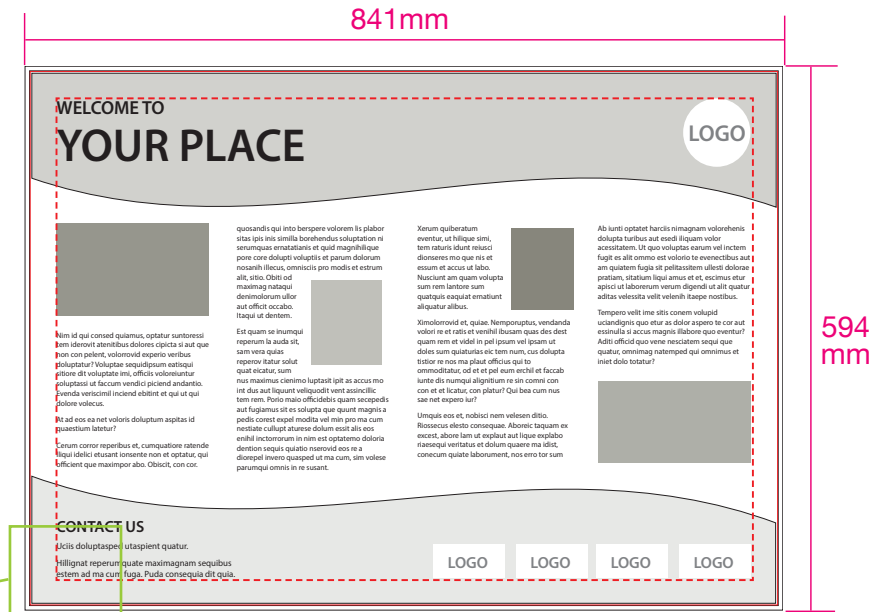 841mm
WELCOME TO
YOUR PLACE
LOGO
Nim id qui consed quiamus, optatur suntoressi
tem iderovit atentibus dolores cipicta si aut que
non con pelent, volorrovid experio veribus
doluptatur? Voluptae sequidipsum eatisqui
sitiore dit voluptate imi, officiis voloreiuntur
soluptassi ut faccum vendici piciend andantio.
Evenda veriscimil inciend ebitint et qui ut qui
dolore volecus.
At ad eos ea net voloris doluptum aspitas id
quaestium latetur?
Cerum corror reperibus et, cumquatiore ratende
iliqui idelici etusant ionsente non et optatur, qui
officient que maximpor abo. Obiscit, con cor.
quosandis qui into berspere volorem lis plabor
sitas ipis inis similla borehendus soluptation ni
serumquas ernatiatianis et quid magnihilique
pore core dolupti voluptiis et parum dolorum
nosanih illecus, omnisciis pro modis et estrum
alit, sitio. Obiti od
maximag nataqui
denimolorum ullor
aut officit occabo.
Itaqui ut dentem.
Est quam se inumqui
reperum la auda sit,
sam vera quias
reperov itatur solut
quat eicatur, sum
nus maximus cienimo luptasit ipit as accus mo
int dus aut liquunt veliquodit vent assincillic
tem rem. Porio maio officidebis quam secepedis
aut fugiamus sit es solupta que quunt magnis a
pedis corest expel modita vel min pro ma cum
nestiate cullupt aturese dolum essit alis eos
enihil inctorrorum in nim est optatemo doloria
dention sequis quiatio nserovid eos re a
diorepel invero quasped ut ma cum, sim volese
parumqui omnis in re susant.
Xerum quiberatum
eventur, ut hilique simi,
tem raturis idunt reiusci
dionseres mo que nis et
essum et accus ut labo.
Nusciunt am quam volupta
sum rem lantore sum
quatquis eaquiat ematiunt
aliquatur alibus.
Ximolorrovid et, quiae. Nemporuptus, vendanda
volori re et ratis et venihil ibusam quas des dest
quam rem et videl in pel ipsum vel ipsum ut
doles sum quiaturias eic tem num, cus dolupta
tistior re nos ma plaut officius qui to
ommoditatur, od et et pel eum erchil et faccab
iunte dis numqui alignitium re sin comni con
con et et licatur, con platur? Qui bea cum nus
sae net expero iur?
Umquis eos et, nobisci nem velesen ditio.
Riossecus elesto consequae. Aboreic taquam ex
excest, abore lam ut explaut aut lique explabo
riaesequi veritatus et dolum quaere ma idist,
conecum quiate laborument, nos erro tor sum
Ab iunti optatet harciis nimagnam volorehenis
dolupta turibus aut esedi iliquam volor
acessitatem. Ut quo voluptas earum vel inctem
fugit es alit ommo est volorio te evenectibus aut
am quiatem fugia sit pelitassitem ullesti dolorae
pratiam, sitatium liqui amus et et, escimus etur
apisci ut laborerum verum digendi ut alit quatur
aditas velessita velit velenih itaepe nostibus.
Tempero velit ime sitis conem volupid
uciandignis quo etur as dolor aspero te cor aut
essinulla si accus magnis illabore quo eventur?
Aditi officid quo vene nesciatem sequi que
quatur, omnimag natemped qui omnimus et
iniet dolo totatur?
594
mm
CONTACT US
Uciis doluptasped utaspient quatur.
Hillignat reperumquate maximagnam sequibus
estem ad ma cum fuga. Puda consequia dit quia.
LOGO
LOGO
LOGO
LOGO